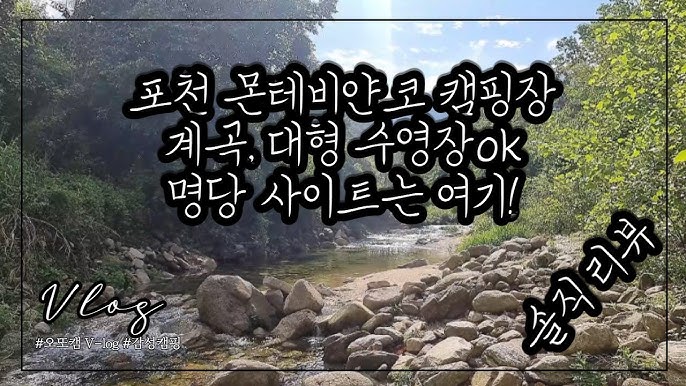 포천 몬테비얀코 캠핑장
계곡, 대형 수영장ok
명당 사이트는 여기!
솔직 리뷰
Vlog
#오또캠 V-log #감성캠핑